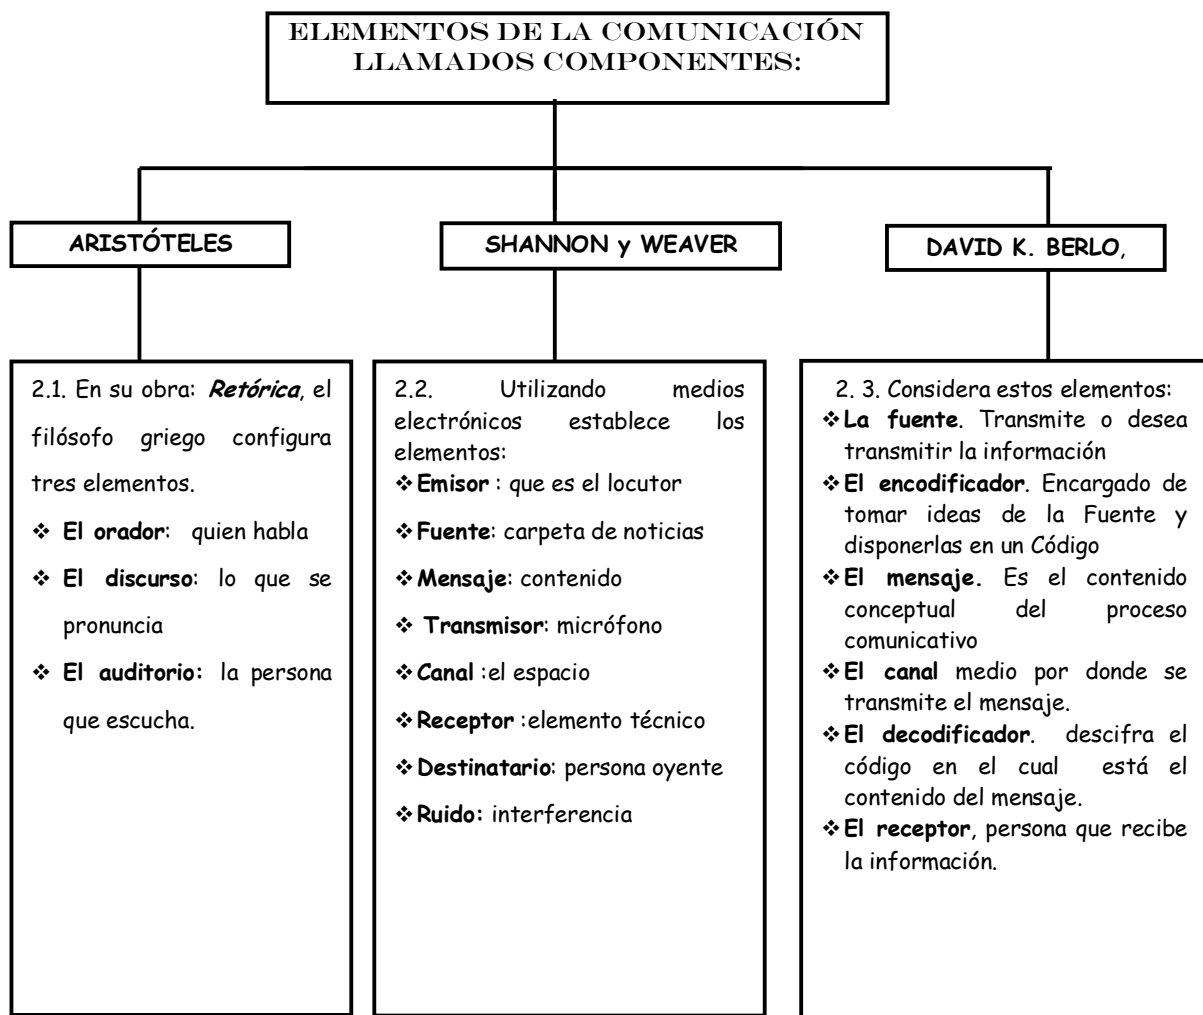 ELEMENTOS DE LA COMUNICACIÓN
LLAMADOS COMPONENTES:
ARISTÓTELES
2.1. En su obra: Retórica, el
filósofo griego configura
tres elementos.
❖ El orador: quien habla
❖ El discurso: lo que se
pronuncia
❖ El auditorio: la persona
que escucha.
SHANNON y WEAVER
2.2. Utilizando medios
electrónicos establece los
elementos:
❖ Emisor : que es el locutor
❖ Fuente: carpeta de noticias
❖ Mensaje: contenido
❖ Transmisor: micrófono
❖ Canal :el espacio
❖ Receptor :elemento técnico
❖ Destinatario: persona oyente
❖ Ruido: interferencia
DAVID K. BERLO,
2. 3. Considera estos elementos:
❖ La fuente. Transmite o desea
transmitir la información
❖ El encodificador. Encargado de
tomar ideas de la Fuente y
disponerlas en un Código
❖ El mensaje. Es el contenido
conceptual del proceso
comunicativo
❖ El canal medio por donde se
transmite el mensaje.
❖ El decodificador. descifra el
código en el cual está el
contenido del mensaje.
❖ El receptor, persona que recibe
la información.